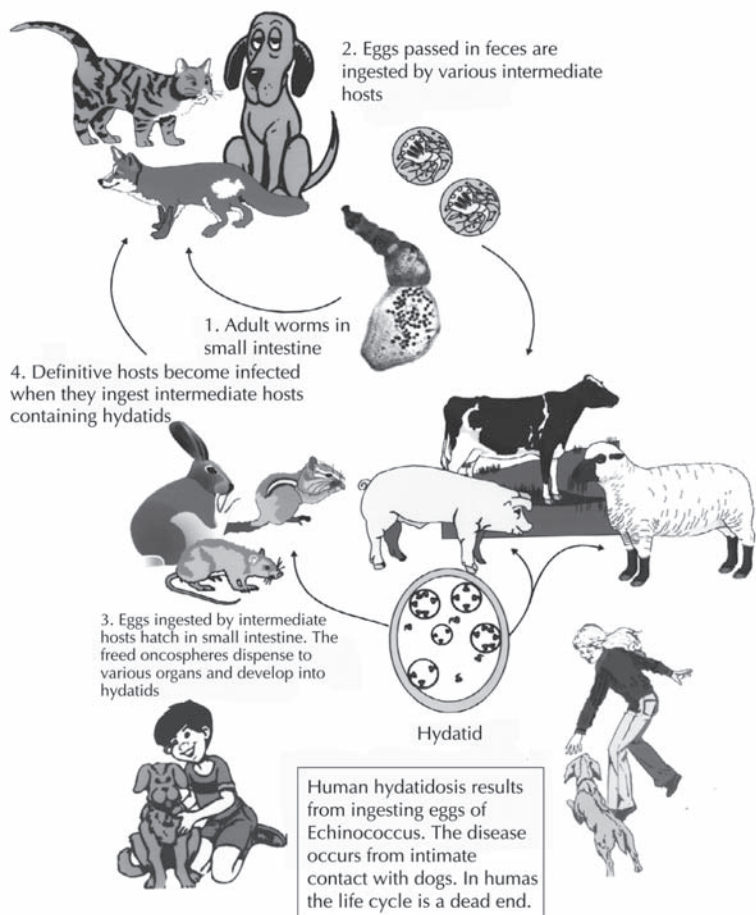 2. Eggs passed in feces are
ingested by various intermediate
hosts
1. Adult worms in
small intestine
4. Definitive hosts become infected
when they ingest intermediate hosts
containing hydatids
3. Eggs ingested by intermediate
hosts hatch in small intestine. The
freed oncospheres dispense to
various organs and develop into
hydatids
Hydatid
Human hydatidosis results
from ingesting eggs of
Echinococcus. The disease
occurs from intimate
contact with dogs. In humas
the life cycle is a dead end.